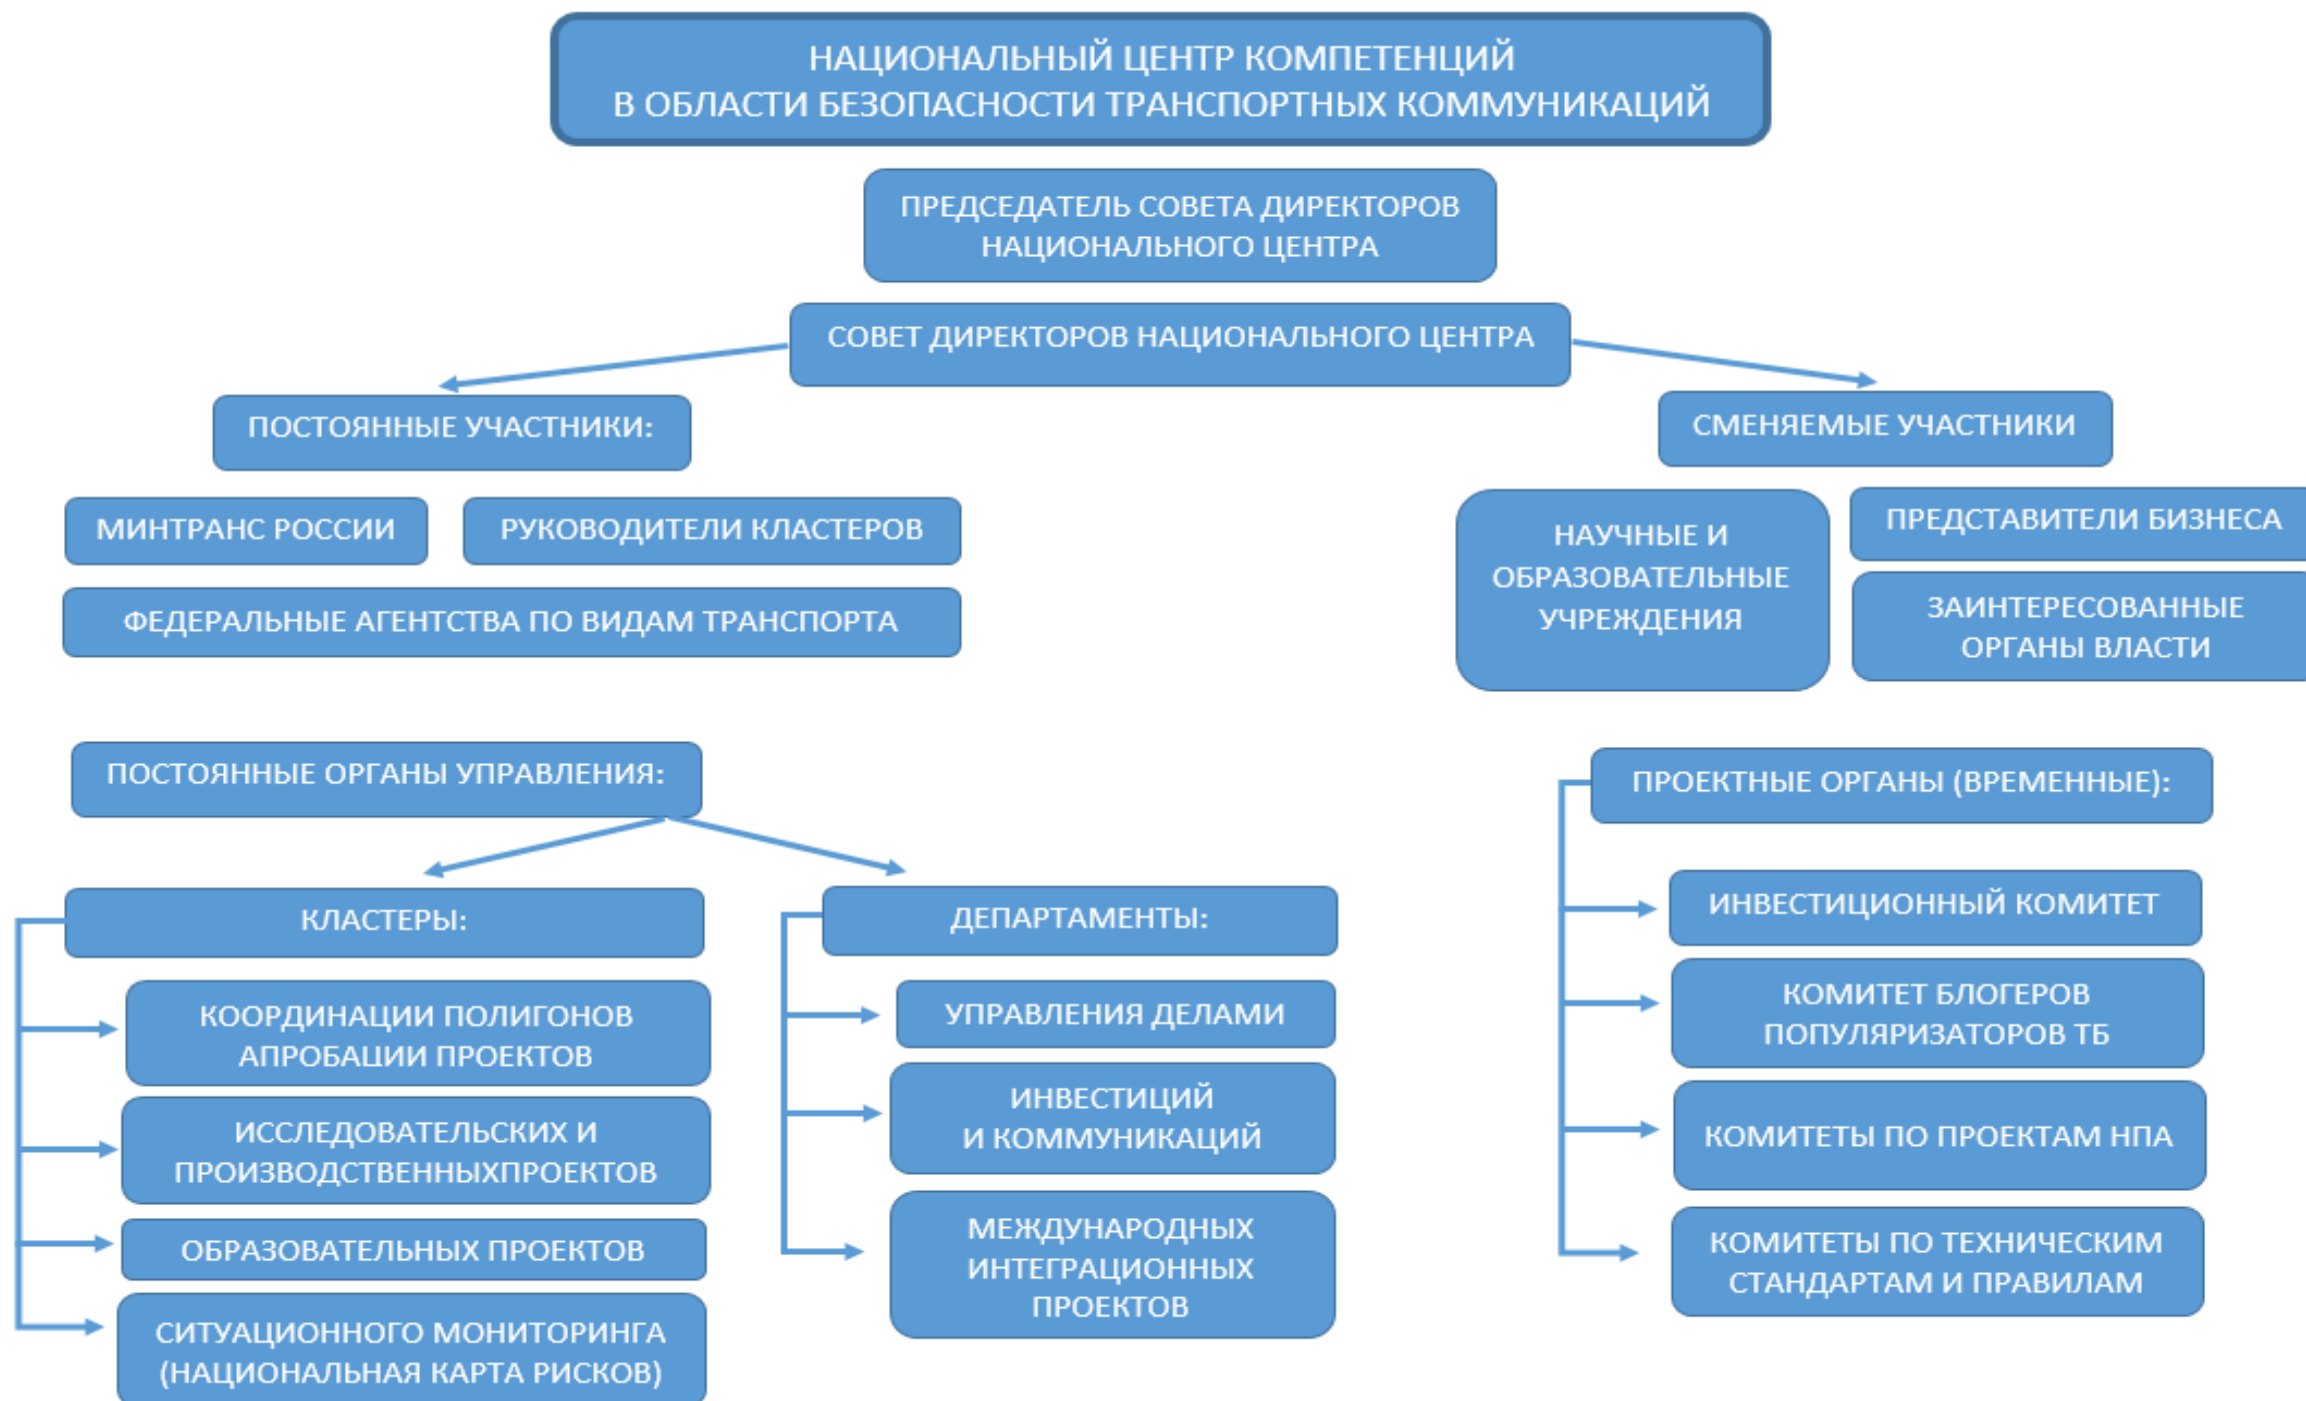 НАЦИОНАЛЬНЫЙ ЦЕНТР КОМПЕТЕНЦИЙ
В ОБЛАСТИ БЕЗОПАСНОСТИ ТРАНСПОРТНЫХ КОММУНИКАЦИЙ
ПРЕДСЕДАТЕЛЬ СОВЕТА ДИРЕКТОРОВ
НАЦИОНАЛЬНОГО ЦЕНТРА
СОВЕТ ДИРЕКТОРОВ НАЦИОНАЛЬНОГО ЦЕНТРА
ПОСТОЯННЫЕ УЧАСТНИКИ:
МИНТРАНС РОССИИ
РУКОВОДИТЕЛИ КЛАСТЕРОВ
ФЕДЕРАЛЬНЫЕ АГЕНТСТВА ПО ВИДАМ ТРАНСПОРТА
СМЕНЯЕМЫЕ УЧАСТНИКИ
НАУЧНЫЕ И
ОБРАЗОВАТЕЛЬНЫЕ
УЧРЕЖДЕНИЯ
ПРЕДСТАВИТЕЛИ БИЗНЕСА
ЗАИНТЕРЕСОВАННЫЕ
ОРГАНЫ ВЛАСТИ
ПОСТОЯННЫЕ ОРГАНЫ УПРАВЛЕНИЯ:
КЛАСТЕРЫ:
КООРДИНАЦИИ ПОЛИГОНОВ
АПРОБАЦИИ ПРОЕКТОВ
ИССЛЕДОВАТЕЛЬСКИХ И
ПРОИЗВОДСТВЕННЫХПРОЕКТОВ
ОБРАЗОВАТЕЛЬНЫХ ПРОЕКТОВ
СИТУАЦИОННОГО МОНИТОРИНГА
(НАЦИОНАЛЬНАЯ КАРТА РИСКОВ)
ДЕПАРТАМЕНТЫ:
УПРАВЛЕНИЯ ДЕЛАМИ
ИНВЕСТИЦИЙ
И КОММУНИКАЦИЙ
МЕЖДУНАРОДНЫХ
ИНТЕГРАЦИОННЫХ
ПРОЕКТОВ
ПРОЕКТНЫЕ ОРГАНЫ (ВРЕМЕННЫЕ):
ИНВЕСТИЦИОННЫЙ КОМИТЕТ
КОМИТЕТ БЛОГЕРОВ
ПОПУЛЯРИЗАТОРОВ ТБ
КОМИТЕТЫ ПО ПРОЕКТАМ НПА
КОМИТЕТЫ ПО ТЕХНИЧЕСКИМ
СТАНДАРТАМ И ПРАВИЛАМ